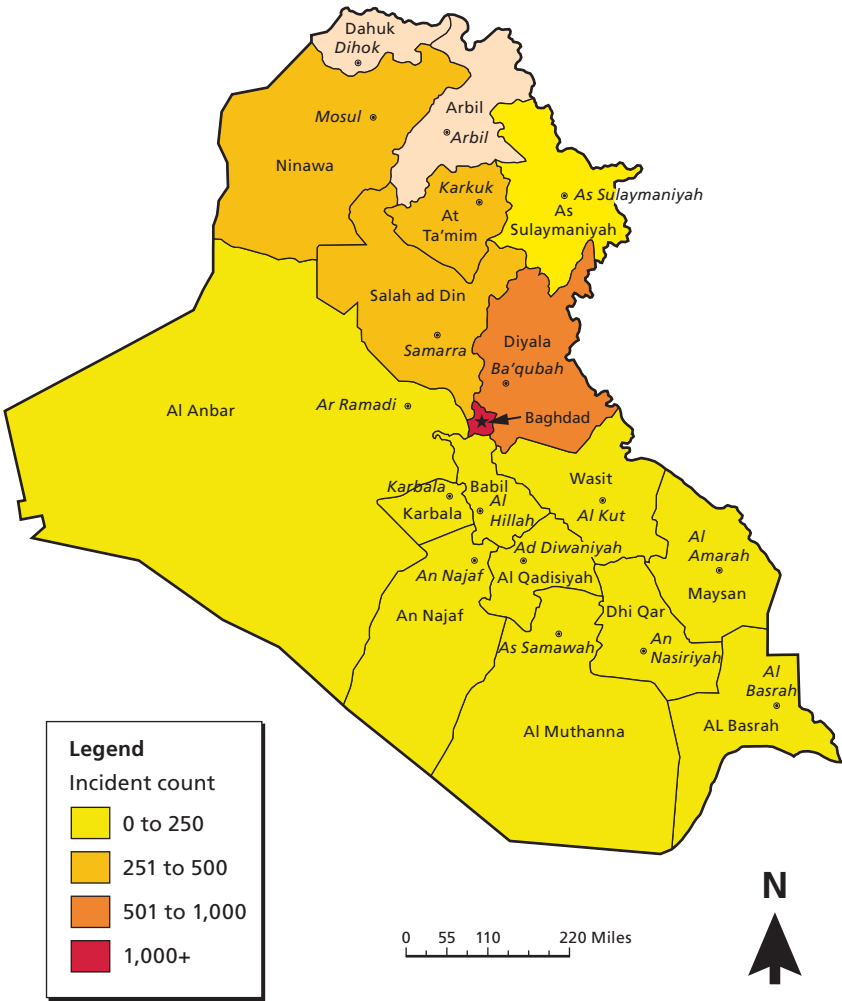 Dahuk
Dihok
Arbil
Arbil
Mosul
Ninawa
Karkuk
At
Ta’mim
As Sulaymaniyah
As
Sulaymaniyah
Salah ad Din
Samarra
Diyala
Ba’qubah
Al Anbar
Ar Ramadi
Baghdad
Wasit
Al Kut
Karbala
Karbala
Babil
Al
Hillah
Al
Amarah
Maysan
Ad Diwaniyah
Al Qadisiyah
An Najaf
An Najaf
Dhi Qar
An
Nasiriyah
As Samawah
Al Muthanna
Al
Basrah
AL Basrah
Legend
Incident count
0 to 250
251 to 500
501 to 1,000
1,000+
0 55 110 220 Miles
N